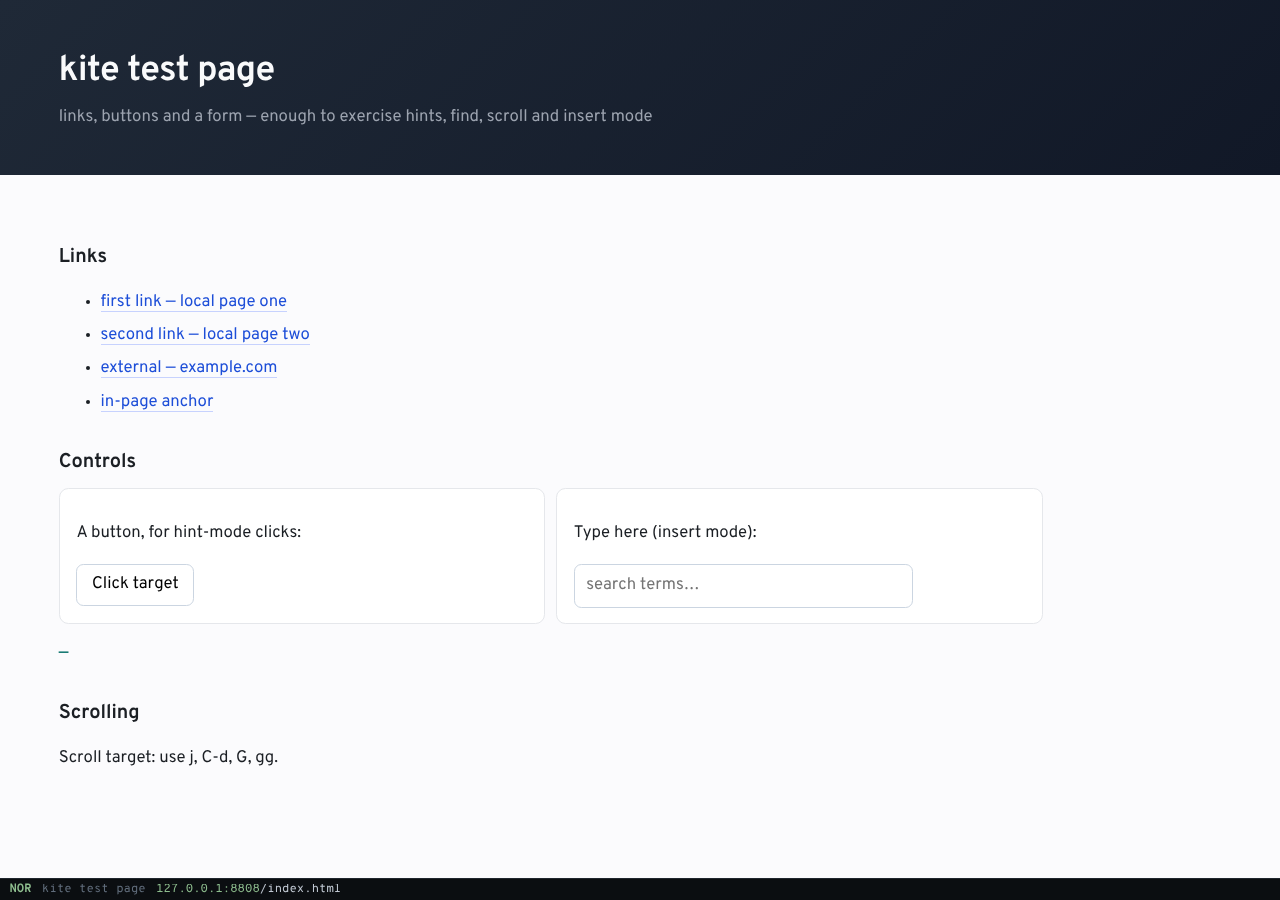 kite test page
links, buttons and a form — enough to exercise hints, find, scroll and insert mode
Links
• first link — local page one
• second link — local page two
• external — example.com
• in-page anchor
Controls
A button, for hint-mode clicks:
Click target
Type here (insert mode):
search terms…
—
Scrolling
Scroll target: use j, C-d, G, gg.
NOR kite test page 127.0.0.1:8808/index.html